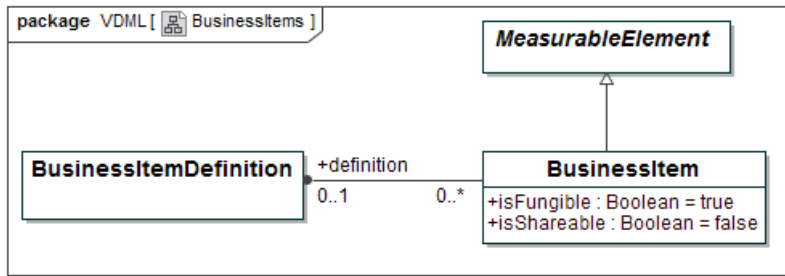 package VDML [ BusinessItems ]
MeasurableElement
BusinessItemDefinition
+definition
0..1
0..*
BusinessItem
+isFungible : Boolean = true
+isShareable : Boolean = false